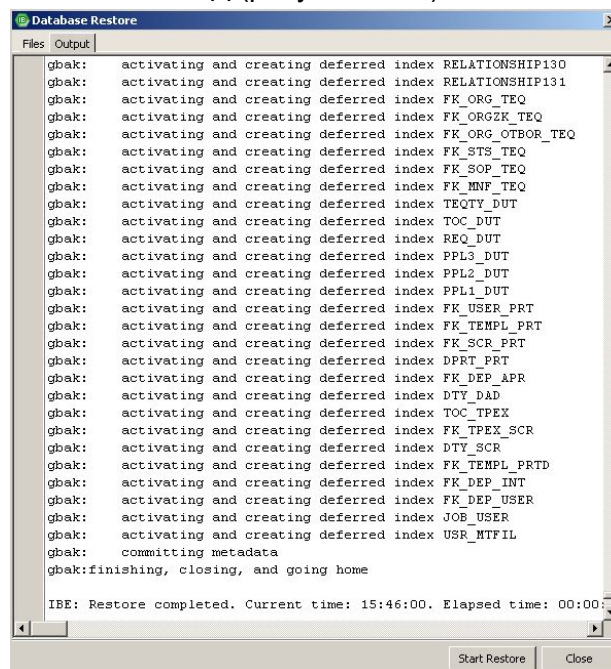 Database Restore
Files Output
gbak: activating and creating deferred index RELATIONSHIP130
gbak: activating and creating deferred index RELATIONSHIP131
gbak: activating and creating deferred index FK_ORG_TEQ
gbak: activating and creating deferred index FK_ORGZK_TEQ
gbak: activating and creating deferred index FK_ORG_OTBOR_TEQ
gbak: activating and creating deferred index FK_STS_TEQ
gbak: activating and creating deferred index FK_SOP_TEQ
gbak: activating and creating deferred index FK_MNF_TEQ
gbak: activating and creating deferred index TEQTY_DUT
gbak: activating and creating deferred index TOC_DUT
gbak: activating and creating deferred index REQ_DUT
gbak: activating and creating deferred index PPL3_DUT
gbak: activating and creating deferred index PPL2_DUT
gbak: activating and creating deferred index PPL1_DUT
gbak: activating and creating deferred index FK_USER_PRT
gbak: activating and creating deferred index FK_TEMPL_PRT
gbak: activating and creating deferred index FK_SCR_PRT
gbak: activating and creating deferred index DPRT_PRT
gbak: activating and creating deferred index FK_DEP_APR
gbak: activating and creating deferred index DTY_DAD
gbak: activating and creating deferred index TOC_TPEX
gbak: activating and creating deferred index FK_TPEX_SCR
gbak: activating and creating deferred index DTY_SCR
gbak: activating and creating deferred index FK_TEMPL_PRTD
gbak: activating and creating deferred index FK_DEP_INT
gbak: activating and creating deferred index FK_DEP_USER
gbak: activating and creating deferred index JOB_USER
gbak: activating and creating deferred index USR_MTFIL
gbak: committing metadata
gbak:finishing, closing, and going home
IBE: Restore completed. Current time: 15:46:00. Elapsed time: 00:00:
Start Restore Close